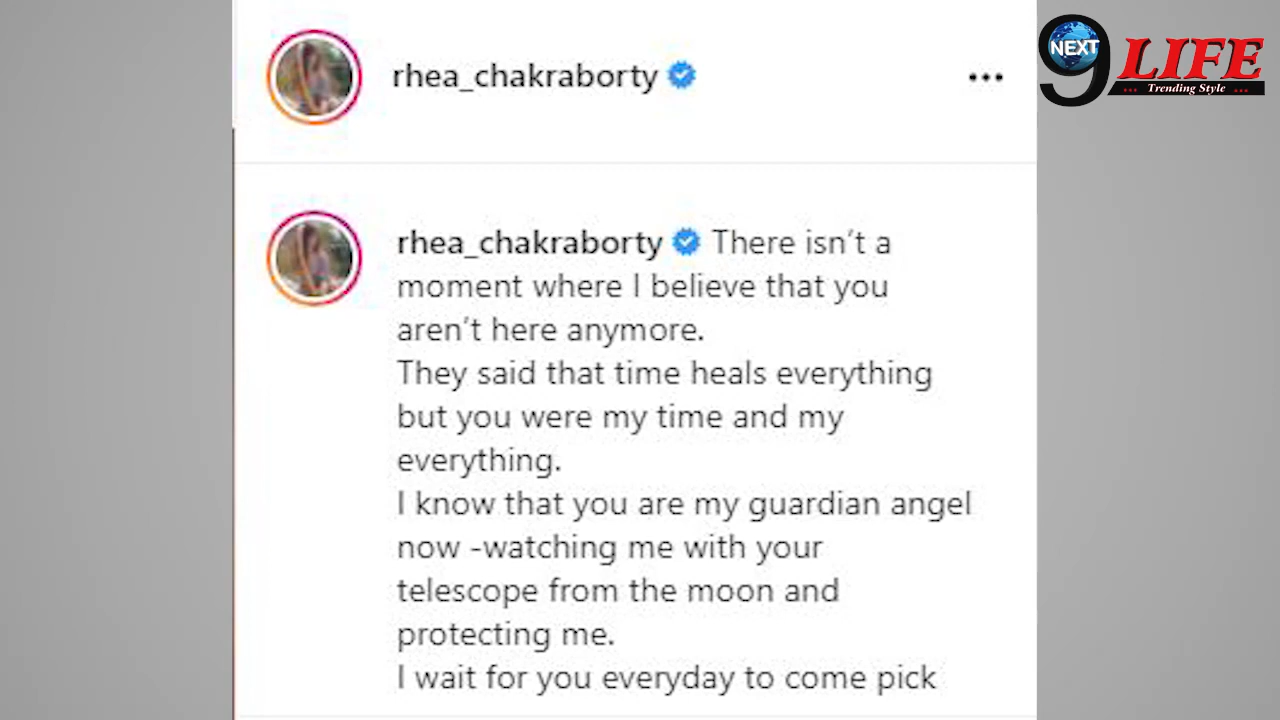 rhea_chakraborty
NEXT
9
LIFE
... Trending Style ...
rhea_chakraborty There isn’t a
moment where I believe that you
aren’t here anymore.
They said that time heals everything
but you were my time and my
everything.
I know that you are my guardian angel
now -watching me with your
telescope from the moon and
protecting me.
I wait for you everyday to come pick